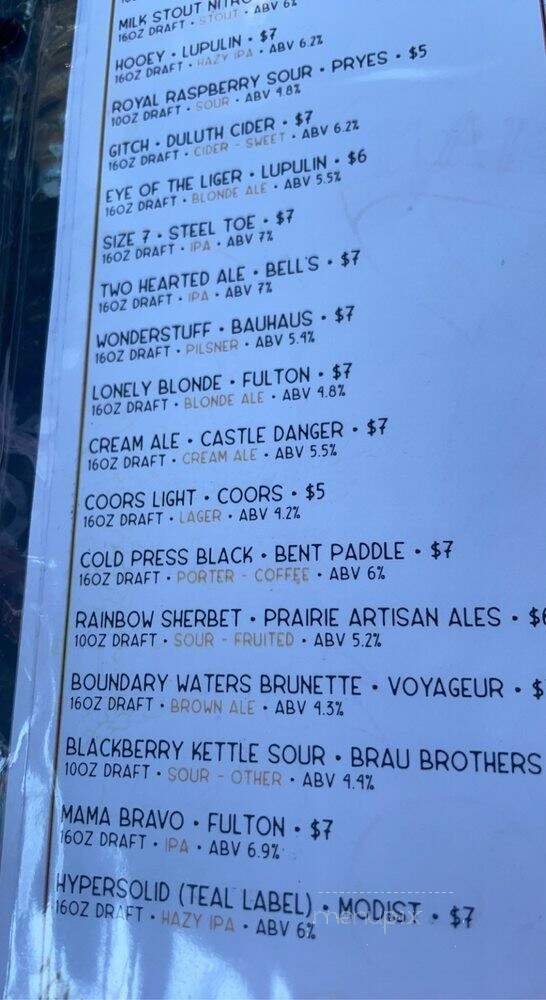 MILK STOUT NITRO
16OZ DRAFT • STOUT • ABV 6%
HOOEY • LUPULIN • $7
16OZ DRAFT • HAZY IPA • ABV 6.2%
ROYAL RASPBERRY SOUR • PRYES • $5
10OZ DRAFT • SOUR • ABV 4.8%
GITCH • DULUTH CIDER • $7
16OZ DRAFT • CIDER - SWEET • ABV 6.2%
EYE OF THE LIGER • LUPULIN • $6
16OZ DRAFT • BLONDE ALE • ABV 5.5%
SIZE 7 • STEEL TOE • $7
16OZ DRAFT • IPA • ABV 7%
TWO HEARTED ALE • BELL'S • $7
16OZ DRAFT • IPA • ABV 7%
WONDERSTUFF • BAUHAUS • $7
16OZ DRAFT • PILSNER • ABV 5.4%
LONELY BLONDE • FULTON • $7
16OZ DRAFT • BLONDE ALE • ABV 4.8%
CREAM ALE • CASTLE DANGER • $7
16OZ DRAFT • CREAM ALE • ABV 5.5%
COORS LIGHT • COORS • $5
16OZ DRAFT • LAGER • ABV 4.2%
COLD PRESS BLACK • BENT PADDLE • $7
16OZ DRAFT • PORTER - COFFEE • ABV 6%
RAINBOW SHERBET • PRAIRIE ARTISAN ALES • $6
10OZ DRAFT • SOUR - FRUITED • ABV 5.2%
BOUNDARY WATERS BRUNETTE • VOYAGEUR • $
16OZ DRAFT • BROWN ALE • ABV 4.3%
BLACKBERRY KETTLE SOUR • BRAU BROTHERS
10OZ DRAFT • SOUR - OTHER • ABV 4.4%
MAMA BRAVO • FULTON • $7
16OZ DRAFT • IPA • ABV 6.9%
HYPERSOLID (TEAL LABEL) • MODIST • $7
16OZ DRAFT • HAZY IPA • ABV 6%
menupix